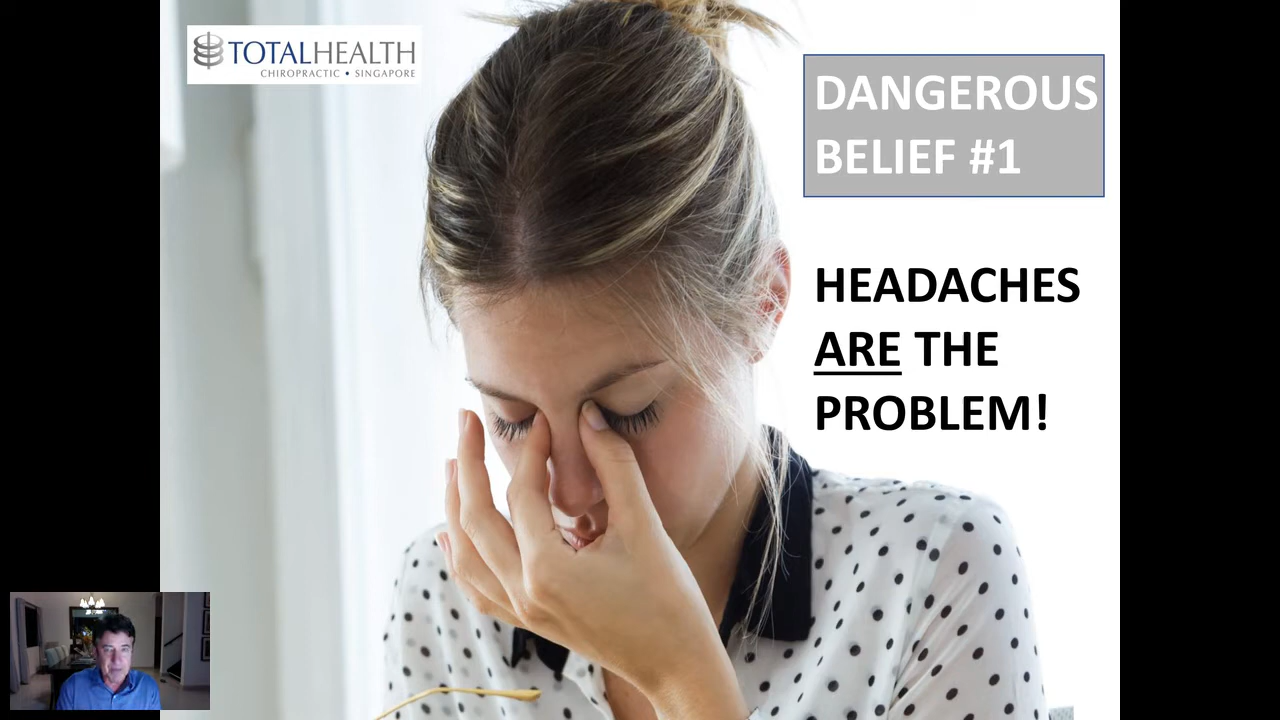 TOTALHEALTH
CHIROPRACTIC • SINGAPORE
DANGEROUS
BELIEF #1
HEADACHES
ARE THE
PROBLEM!